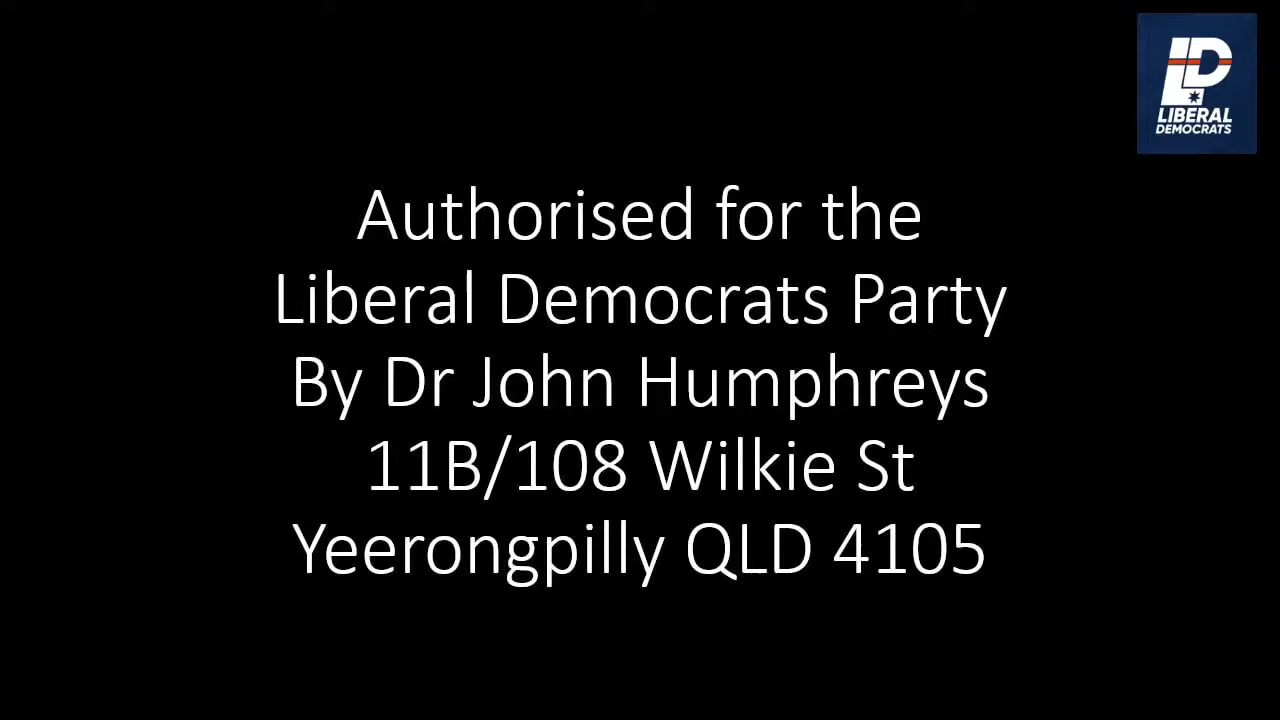 LD
LIBERAL
DEMOCRATS
Authorised for the
Liberal Democrats Party
By Dr John Humphreys
11B/108 Wilkie St
Yeerongpilly QLD 4105